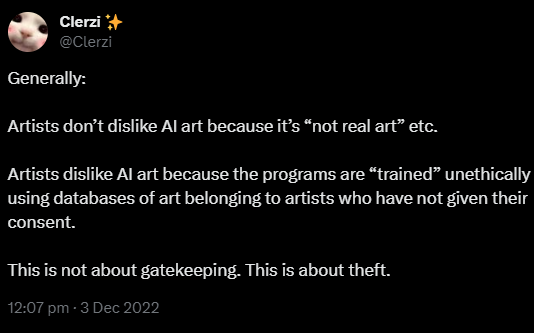 Clerzi✨
@Clerzi
Generally:
Artists don’t dislike AI art because it’s “not real art” etc.
Artists dislike AI art because the programs are “trained” unethically
using databases of art belonging to artists who have not given their
consent.
This is not about gatekeeping. This is about theft.
12:07 pm · 3 Dec 2022